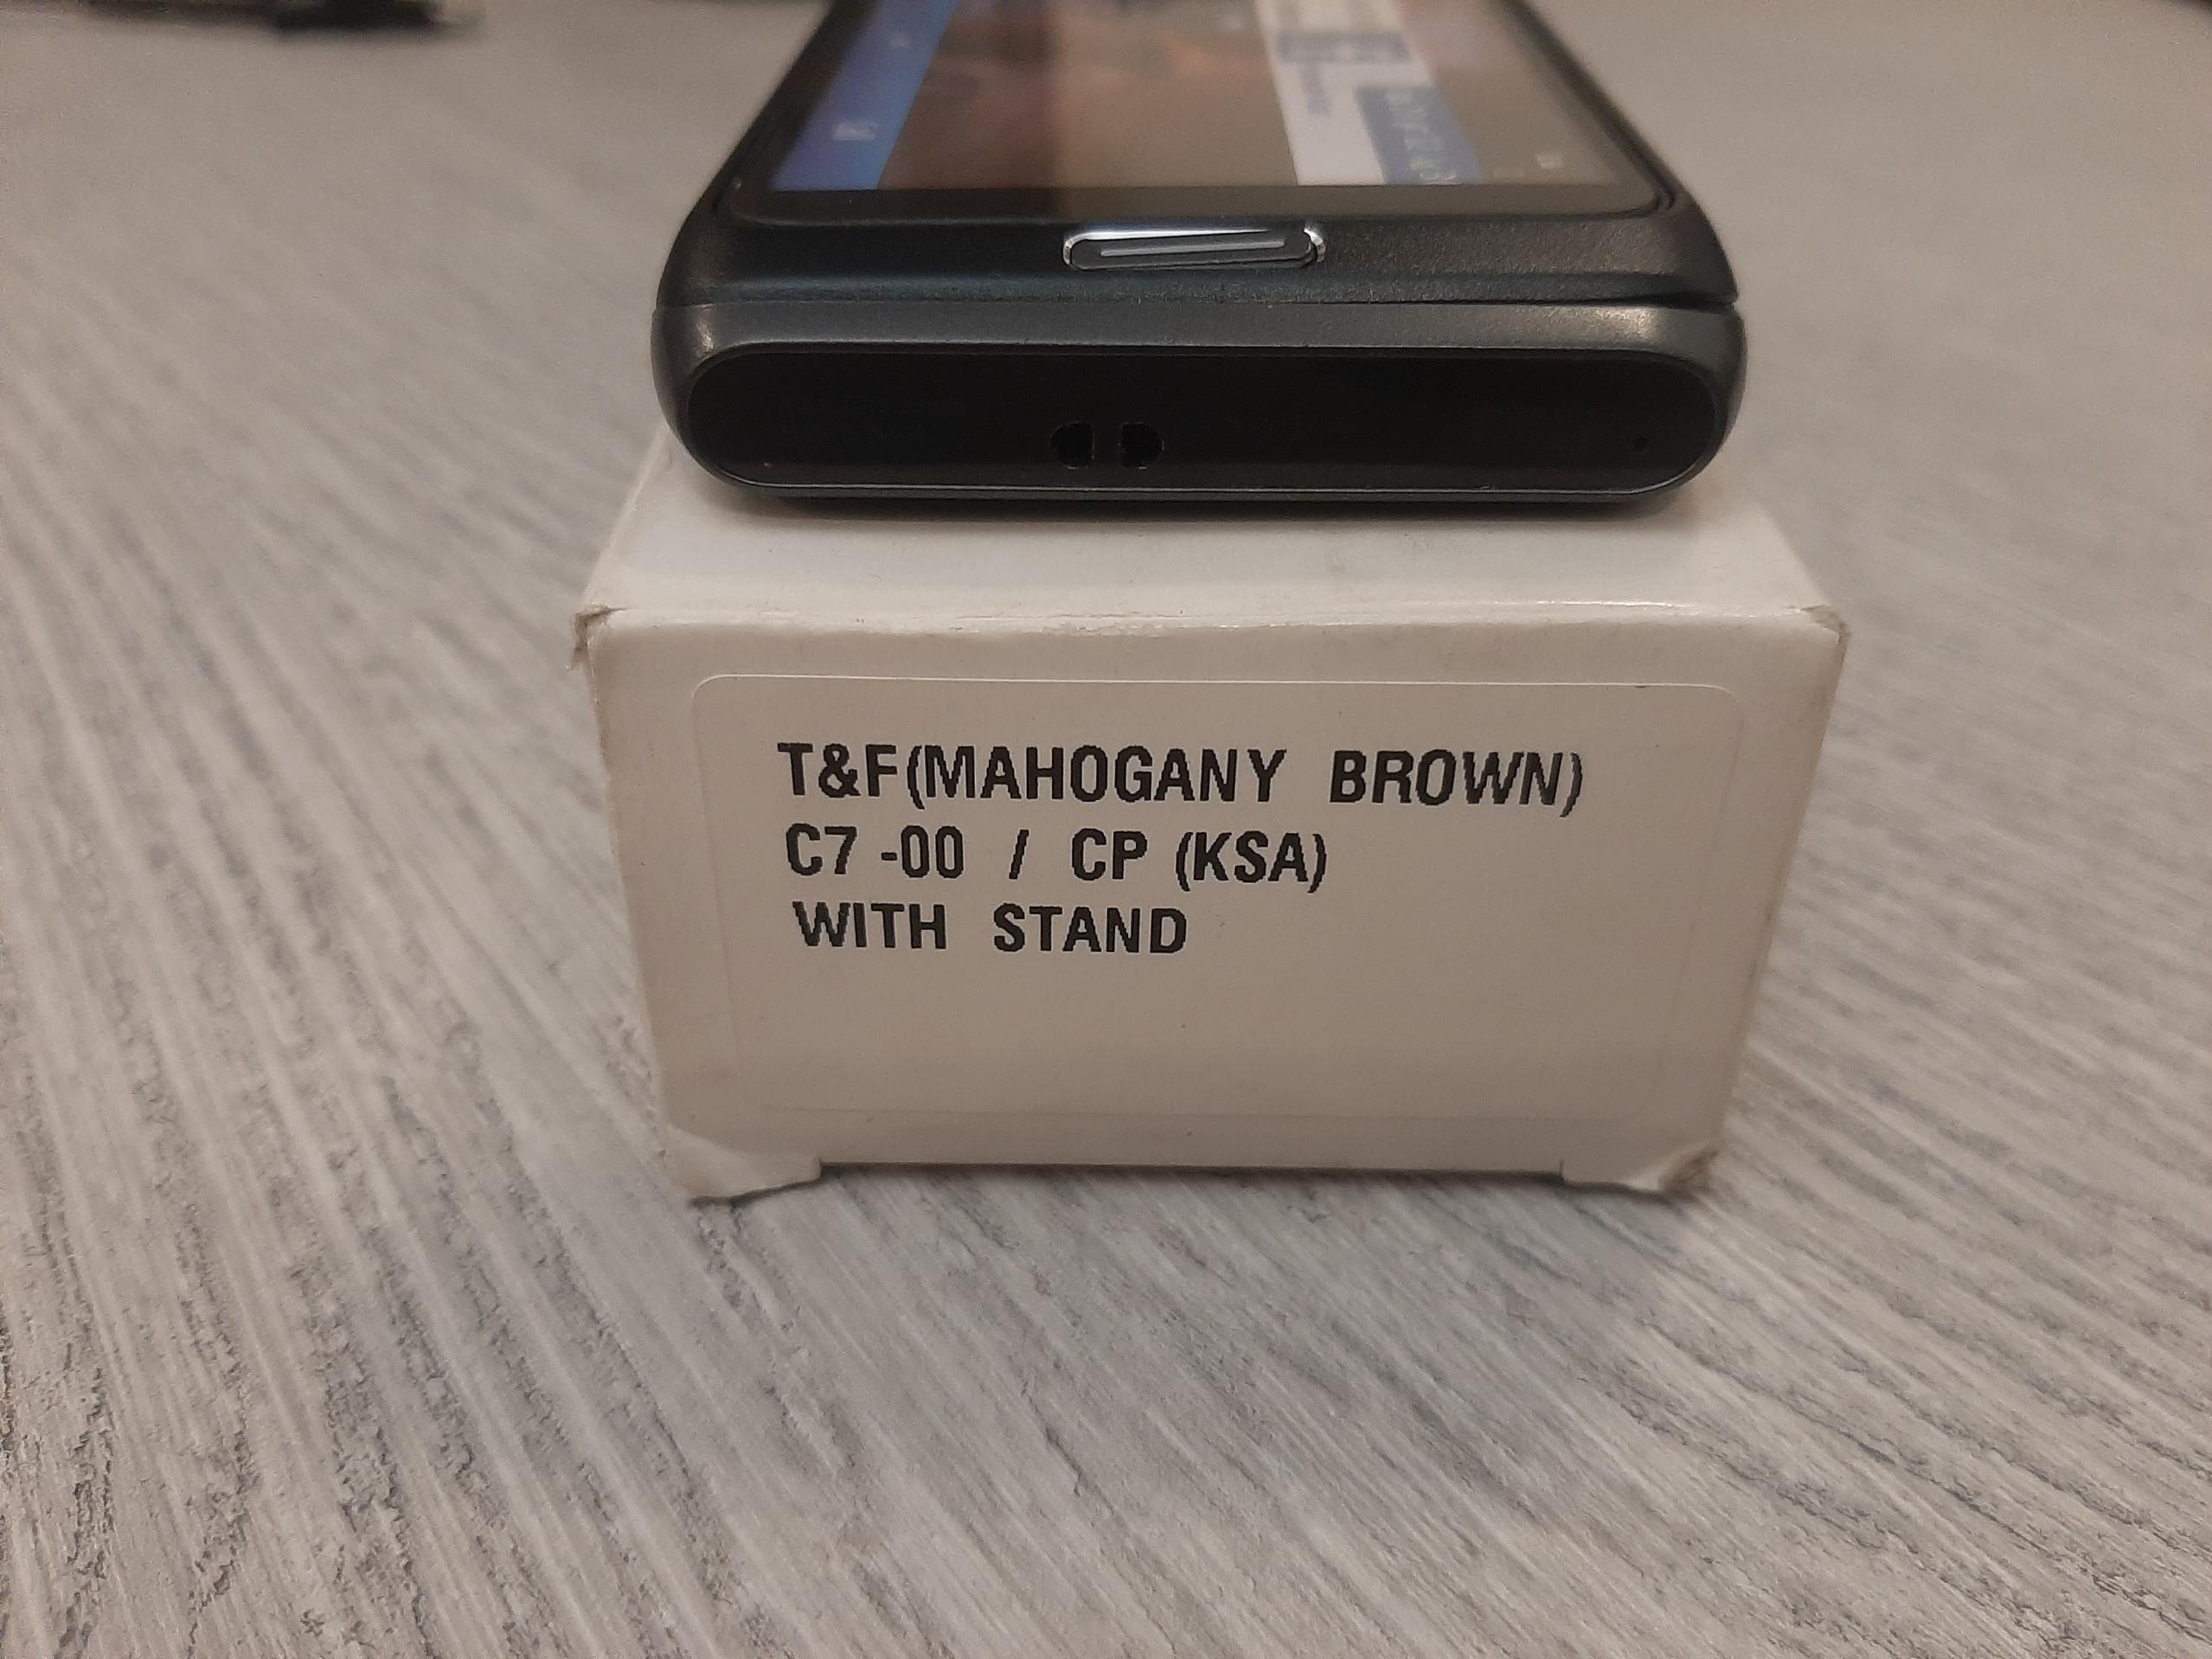 T&F(MAHOGANY BROWN)
C7 -00 / CP (KSA)
WITH STAND